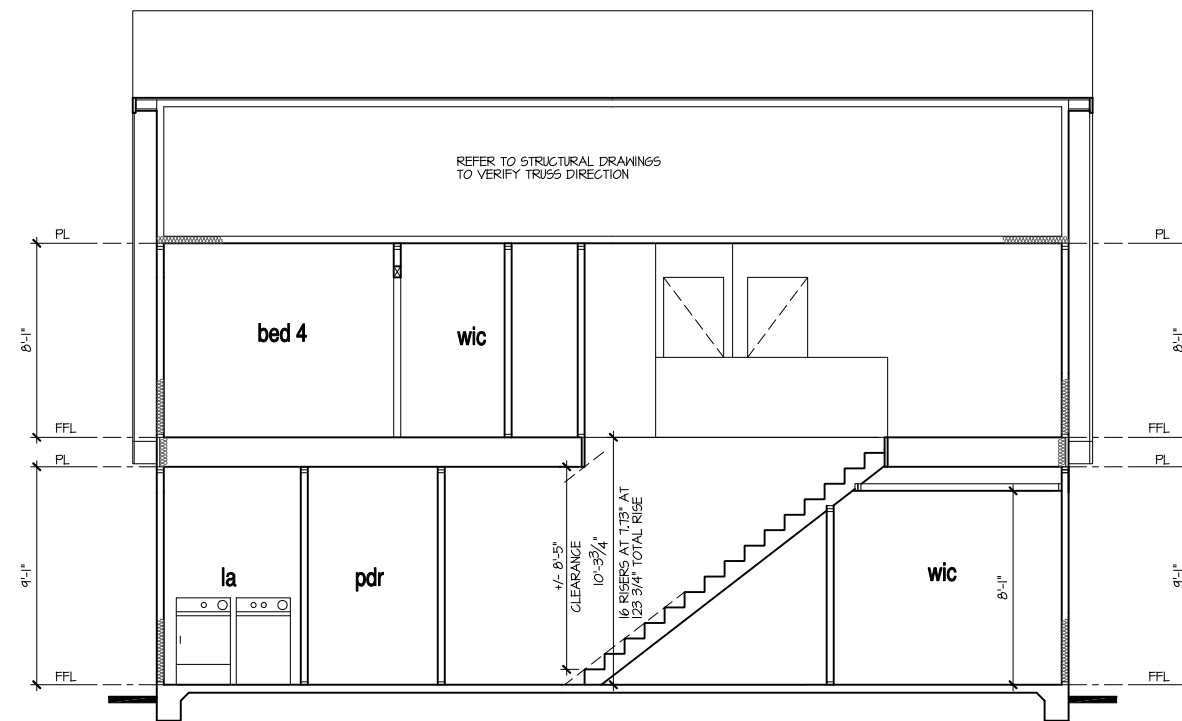 REFER TO STRUCTURAL DRAWINGS
TO VERIFY TRUSS DIRECTION
PL
PL
8'-1"
bed 4
wic
8'-1"
FFL
FFL
PL
PL
9'-1"
la
pdr
+/- 8'-5"
CLEARANCE
10'-3 3/4"
16 RISERS AT 7.73" AT
123 3/4" TOTAL RISE
wic
8'-1"
9'-1"
FFL
FFL